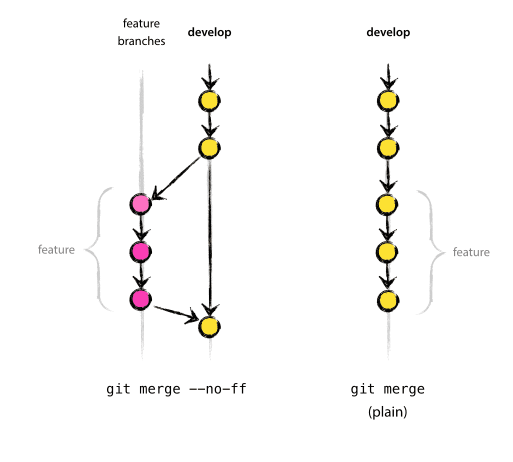 feature
branches
develop
develop
feature
feature
git merge --no-ff
git merge
(plain)